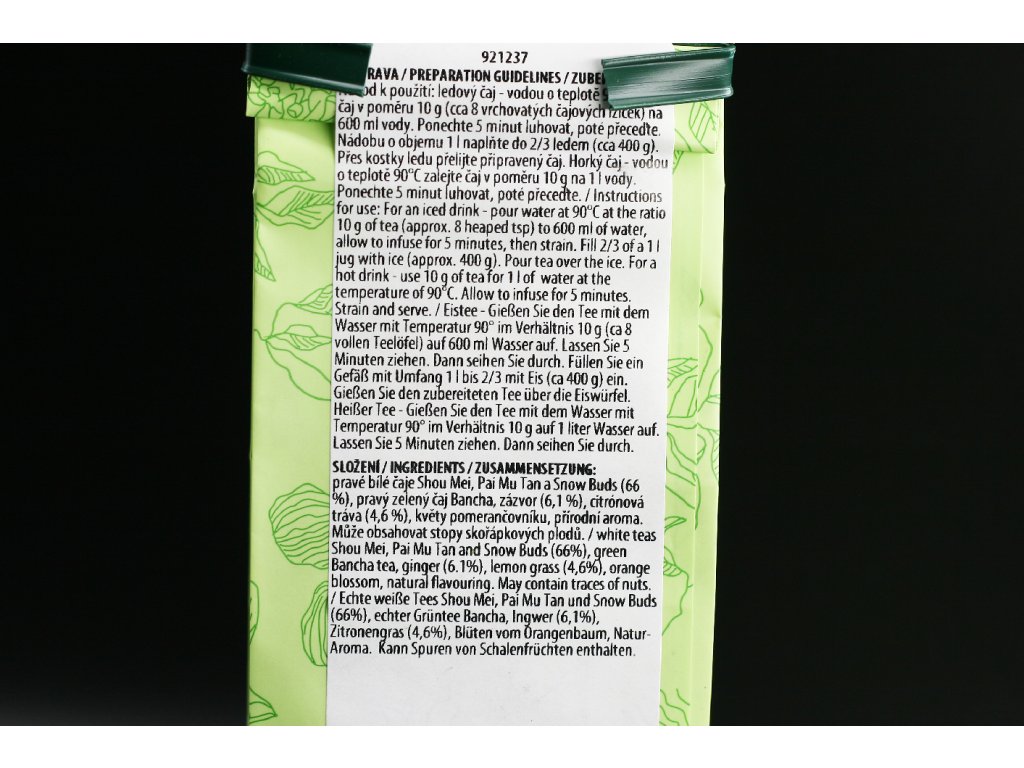 921237
RAVA / PREPARATION GUIDELINES / ZUBE
k použití: ledový čaj - vodou o teplotě
čaj v poměru 10 g (cca 8 vrchovatých čajových lžiček) na
600 ml vody. Ponechte 5 minut luhovat, poté přeceďte.
Nádobu o objemu 1 l naplňte do 2/3 ledem (cca 400 g).
Přes kostky ledu přelijte připravený čaj. Horký čaj - vodou
o teplotě 90°C zalejte čaj v poměru 10 g na 1 l vody.
Ponechte 5 minut luhovat, poté přeceďte. / Instructions
for use: For an iced drink - pour water at 90°C at the ratio
10 g of tea (approx. 8 heaped tsp) to 600 ml of water,
allow to infuse for 5 minutes, then strain. Fill 2/3 of a 1 l
jug with ice (approx. 400 g). Pour tea over the ice. For a
hot drink - use 10 g of tea for 1 l of water at the
temperature of 90°C. Allow to infuse for 5 minutes.
Strain and serve. / Eistee - Gießen Sie den Tee mit dem
Wasser mit Temperatur 90° im Verhältnis 10 g (ca 8
vollen Teelöfel) auf 600 ml Wasser auf. Lassen Sie 5
Minuten ziehen. Dann seihen Sie durch. Füllen Sie ein
Gefäß mit Umfang 1 l bis 2/3 mit Eis (ca 400 g) ein.
Gießen Sie den zubereiteten Tee über die Eiswürfel.
Heißer Tee - Gießen Sie den Tee mit dem Wasser mit
Temperatur 90° im Verhältnis 10 g auf 1 liter Wasser auf.
Lassen Sie 5 Minuten ziehen. Dann seihen Sie durch.
SLOŽENÍ / INGREDIENTS / ZUSAMMENSETZUNG:
pravé bílé čaje Shou Mei, Pai Mu Tan a Snow Buds (66
%), pravý zelený čaj Bancha, zázvor (6,1 %), citrónová
tráva (4,6 %), květy pomerančovníku, přírodní aroma.
Může obsahovat stopy skořápkových plodů. / white teas
Shou Mei, Pai Mu Tan and Snow Buds (66%), green
Bancha tea, ginger (6.1%), lemon grass (4,6%), orange
blossom, natural flavouring. May contain traces of nuts.
/ Echte weiße Tees Shou Mei, Pai Mu Tan und Snow Buds
(66%), echter Grüntee Bancha, Ingwer (6,1%),
Zitronengras (4,6%), Blüten vom Orangenbaum, Natur-
Aroma. Kann Spuren von Schalenfrüchten enthalten.